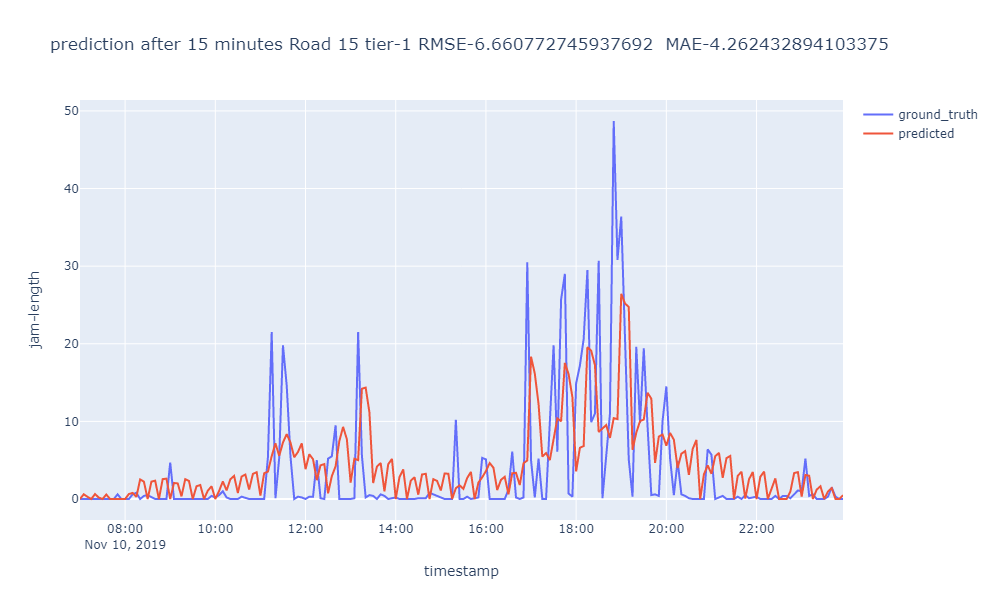 prediction after 15 minutes Road 15 tier-1 RMSE-6.660772745937692  MAE-4.262432894103375
ground_truth
predicted
50
40
30
20
10
0
jam-length
08:00 10:00 12:00 14:00 16:00 18:00 20:00 22:00
Nov 10, 2019
timestamp